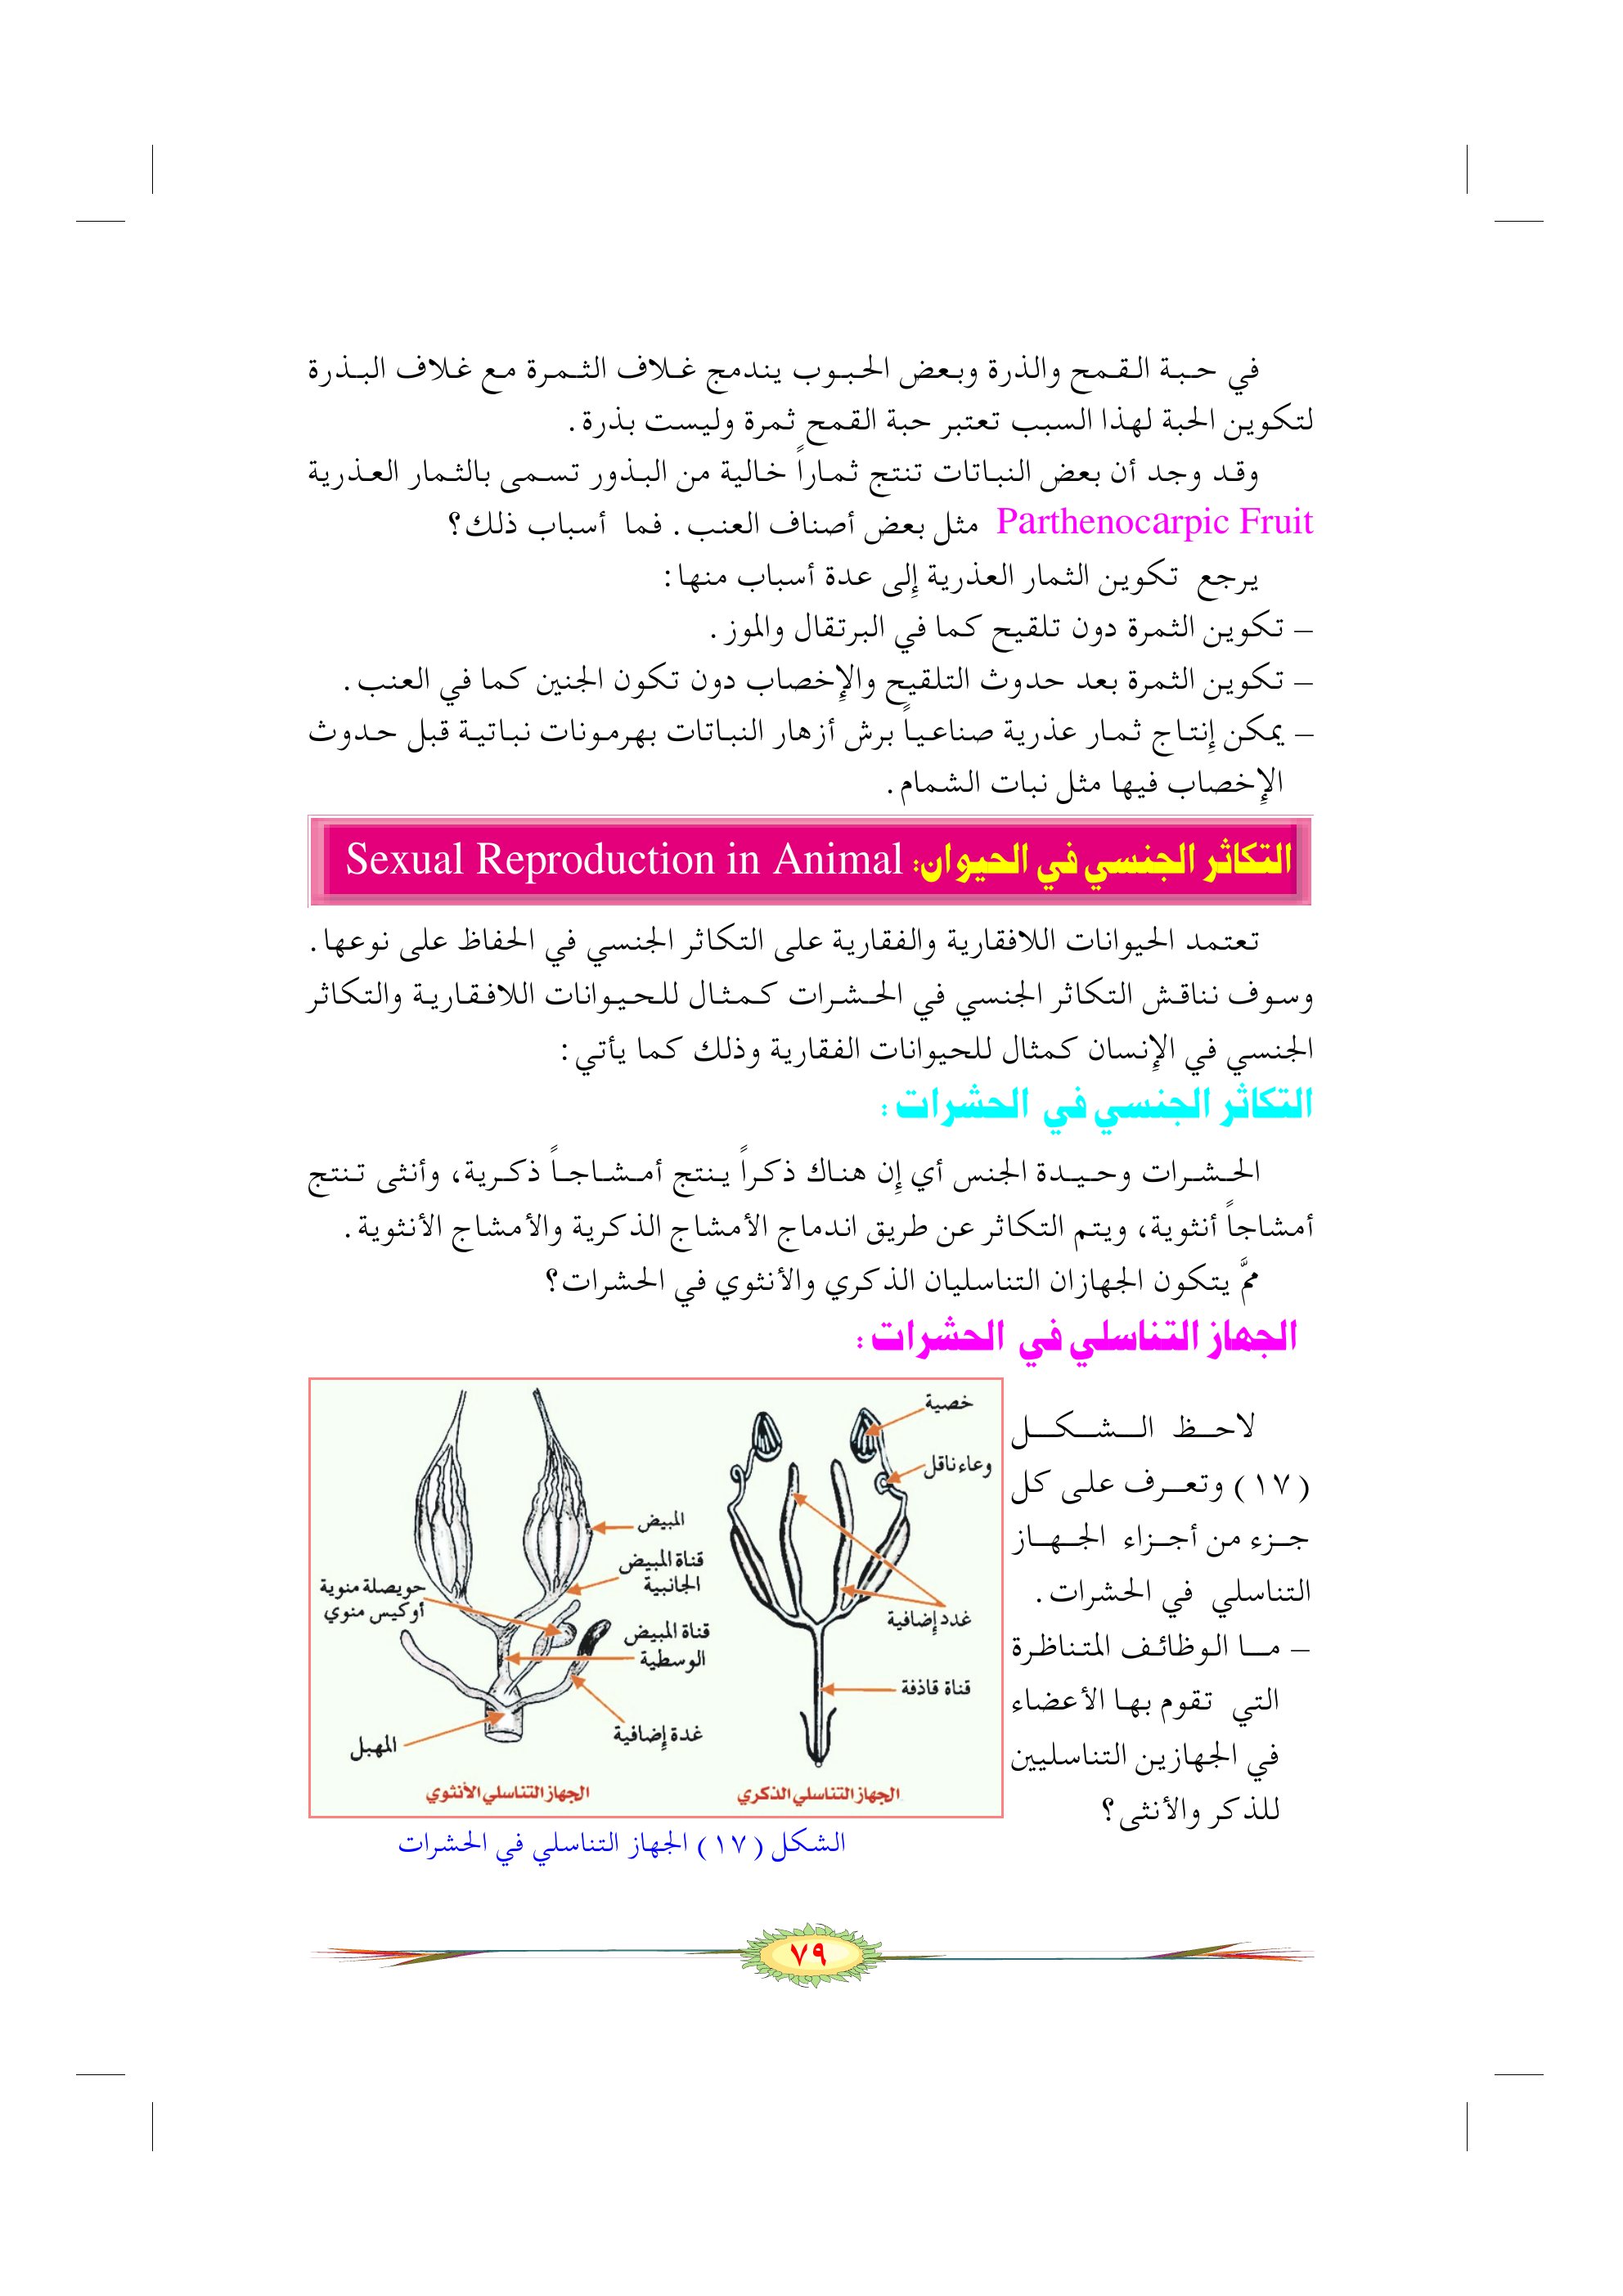 في حبة القمح والذرة وبعض الحبوب يندمج غلاف الثمرة مع غلاف البذرة
لتكوين الحبة لهذا السبب تعتبر حبة القمح ثمرة وليست بذرة.
وقد وجد أن بعض النباتات تنتج ثماراً خالية من البذور تسمى بالثمار العذرية
Parthenocarpic Fruit مثل بعض أصناف العنب. فما أسباب ذلك؟
يرجع تكوين الثمار العذرية إلى عدة أسباب منها:
– تكوين الثمرة دون تلقيح كما في البرتقال والموز.
– تكوين الثمرة بعد حدوث التلقيح والإخصاب دون تكون الجنين كما في العنب.
– يمكن إنتاج ثمار عذرية صناعياً برش أزهار النباتات بهرمونات نباتية قبل حدوث
الإخصاب فيها مثل نبات الشمام.
التكاثر الجنسي في الحيوان: Sexual Reproduction in Animal
تعتمد الحيوانات اللافقارية والفقارية على التكاثر الجنسي في الحفاظ على نوعها.
وسوف نناقش التكاثر الجنسي في الحشرات كمثال للحيوانات اللافقارية والتكاثر
الجنسي في الإنسان كمثال للحيوانات الفقارية وذلك كما يأتي:
التكاثر الجنسي في الحشرات:
الحشرات وحيدة الجنس أي إن هناك ذكراً ينتج أمشاجاً ذكرية، وأنثى تنتج
أمشاجاً أنثوية، ويتم التكاثر عن طريق اندماج الأمشاج الذكرية والأمشاج الأنثوية.
ممَّ يتكون الجهازان التناسليان الذكري والأنثوي في الحشرات؟
الجهاز التناسلي في الحشرات:
لاحظ الشكل
(١٧) وتعرف على كل
جزء من أجزاء الجهاز
التناسلي في الحشرات.
– ما الوظائف المتناظرة
التي تقوم بها الأعضاء
في الجهازين التناسليين
للذكر والأنثى؟
خصية
وعاء ناقل
غدد إضافية
قناة قاذفة
الجهاز التناسلي الذكري
المبيض
قناة المبيض
الجانبية
حويصلة منوية
أوكيس منوي
قناة المبيض
الوسطية
غدة إضافية
المهبل
الجهاز التناسلي الأنثوي
الشكل (١٧) الجهاز التناسلي في الحشرات
٧٩